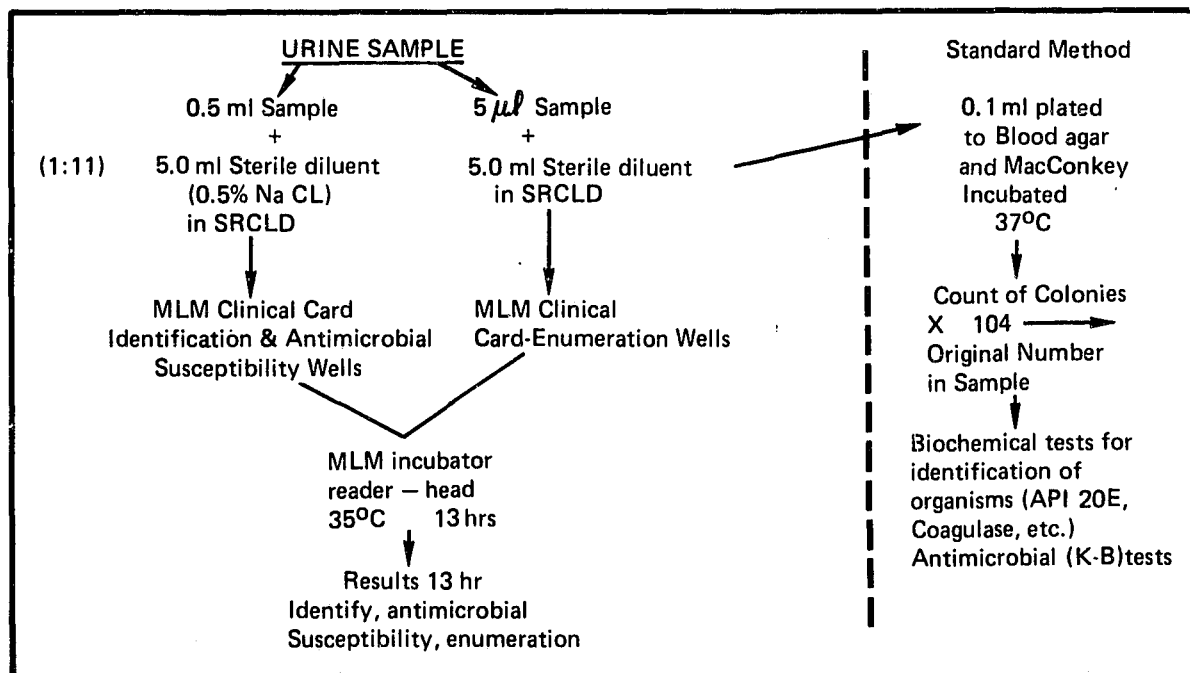 URINE SAMPLE
0.5 ml Sample
+
(1:11) 5.0 ml Sterile diluent
(0.5% Na CL)
in SRCLD
MLM Clinical Card
Identification & Antimicrobial
Susceptibility Wells
5 µl Sample
+
5.0 ml Sterile diluent
in SRCLD
MLM Clinical
Card-Enumeration Wells
MLM incubator
reader — head
35°C 13 hrs
Results 13 hr
Identify, antimicrobial
Susceptibility, enumeration
Standard Method
0.1 ml plated
to Blood agar
and MacConkey
Incubated
37°C
Count of Colonies
X 104
Original Number
in Sample
Biochemical tests for
identification of
organisms (API 20E,
Coagulase, etc.)
Antimicrobial (K-B)tests